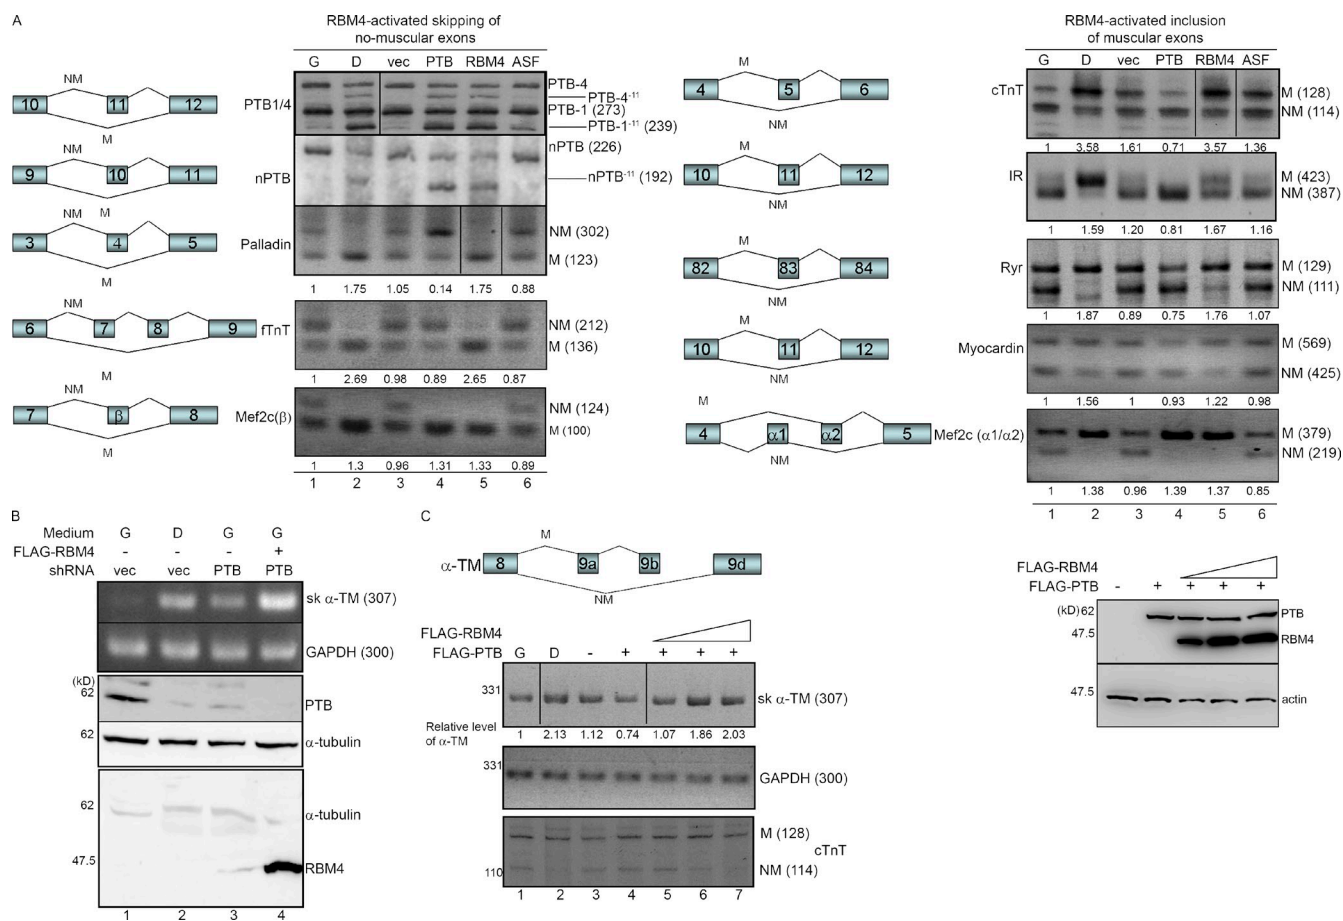 A
RBM4-activated skipping of
no-muscular exons
G D vec PTB RBM4 ASF
NM
10 11 12
M
PTB1/4
PTB-4
PTB-4-11
PTB-1 (273)
PTB-1-11 (239)
NM
9 10 11
M
nPTB
nPTB (226)
nPTB-11 (192)
NM M
3 4 5
M
Palladin
NM (302)
M (123)
1 1.75 1.05 0.14 1.75 0.88
NM
6 7 8 9
fTnT
NM (212)
M (136)
1 2.69 0.98 0.89 2.65 0.87
M
7 β 8
M
Mef2c(β)
NM (124)
M (100)
1 1.3 0.96 1.31 1.33 0.89
1 2 3 4 5 6
RBM4-activated inclusion
of muscular exons
G D vec PTB RBM4 ASF
M
4 5 6
NM
cTnT
M (128)
NM (114)
1 3.58 1.61 0.71 3.57 1.36
M
10 11 12
NM
IR
M (423)
NM (387)
1 1.59 1.20 0.81 1.67 1.16
M
82 83 84
NM
Ryr
M (129)
NM (111)
1 1.87 0.89 0.75 1.76 1.07
M
10 11 12
NM
Myocardin
M (569)
NM (425)
1 1.56 1 0.93 1.22 0.98
M
4 α1 α2 5
NM
Mef2c (α1/α2)
M (379)
NM (219)
1 1.38 0.96 1.39 1.37 0.85
1 2 3 4 5 6
B
Medium G D G G
FLAG-RBM4 - - - +
shRNA vec vec PTB PTB
sk α-TM (307)
GAPDH (300)
(kD)
62
PTB
62
α-tubulin
62
α-tubulin
47.5
RBM4
1 2 3 4
C
M
α-TM
8 9a 9b 9d
NM
FLAG-RBM4
FLAG-PTB G D - + + + +
331
sk α-TM (307)
Relative level
of α-TM
1 2.13 1.12 0.74 1.07 1.86 2.03
331
GAPDH (300)
M (128)
cTnT
110
NM (114)
1 2 3 4 5 6 7
FLAG-RBM4
FLAG-PTB - + + + +
(kD) 62
PTB
47.5
RBM4
47.5
actin